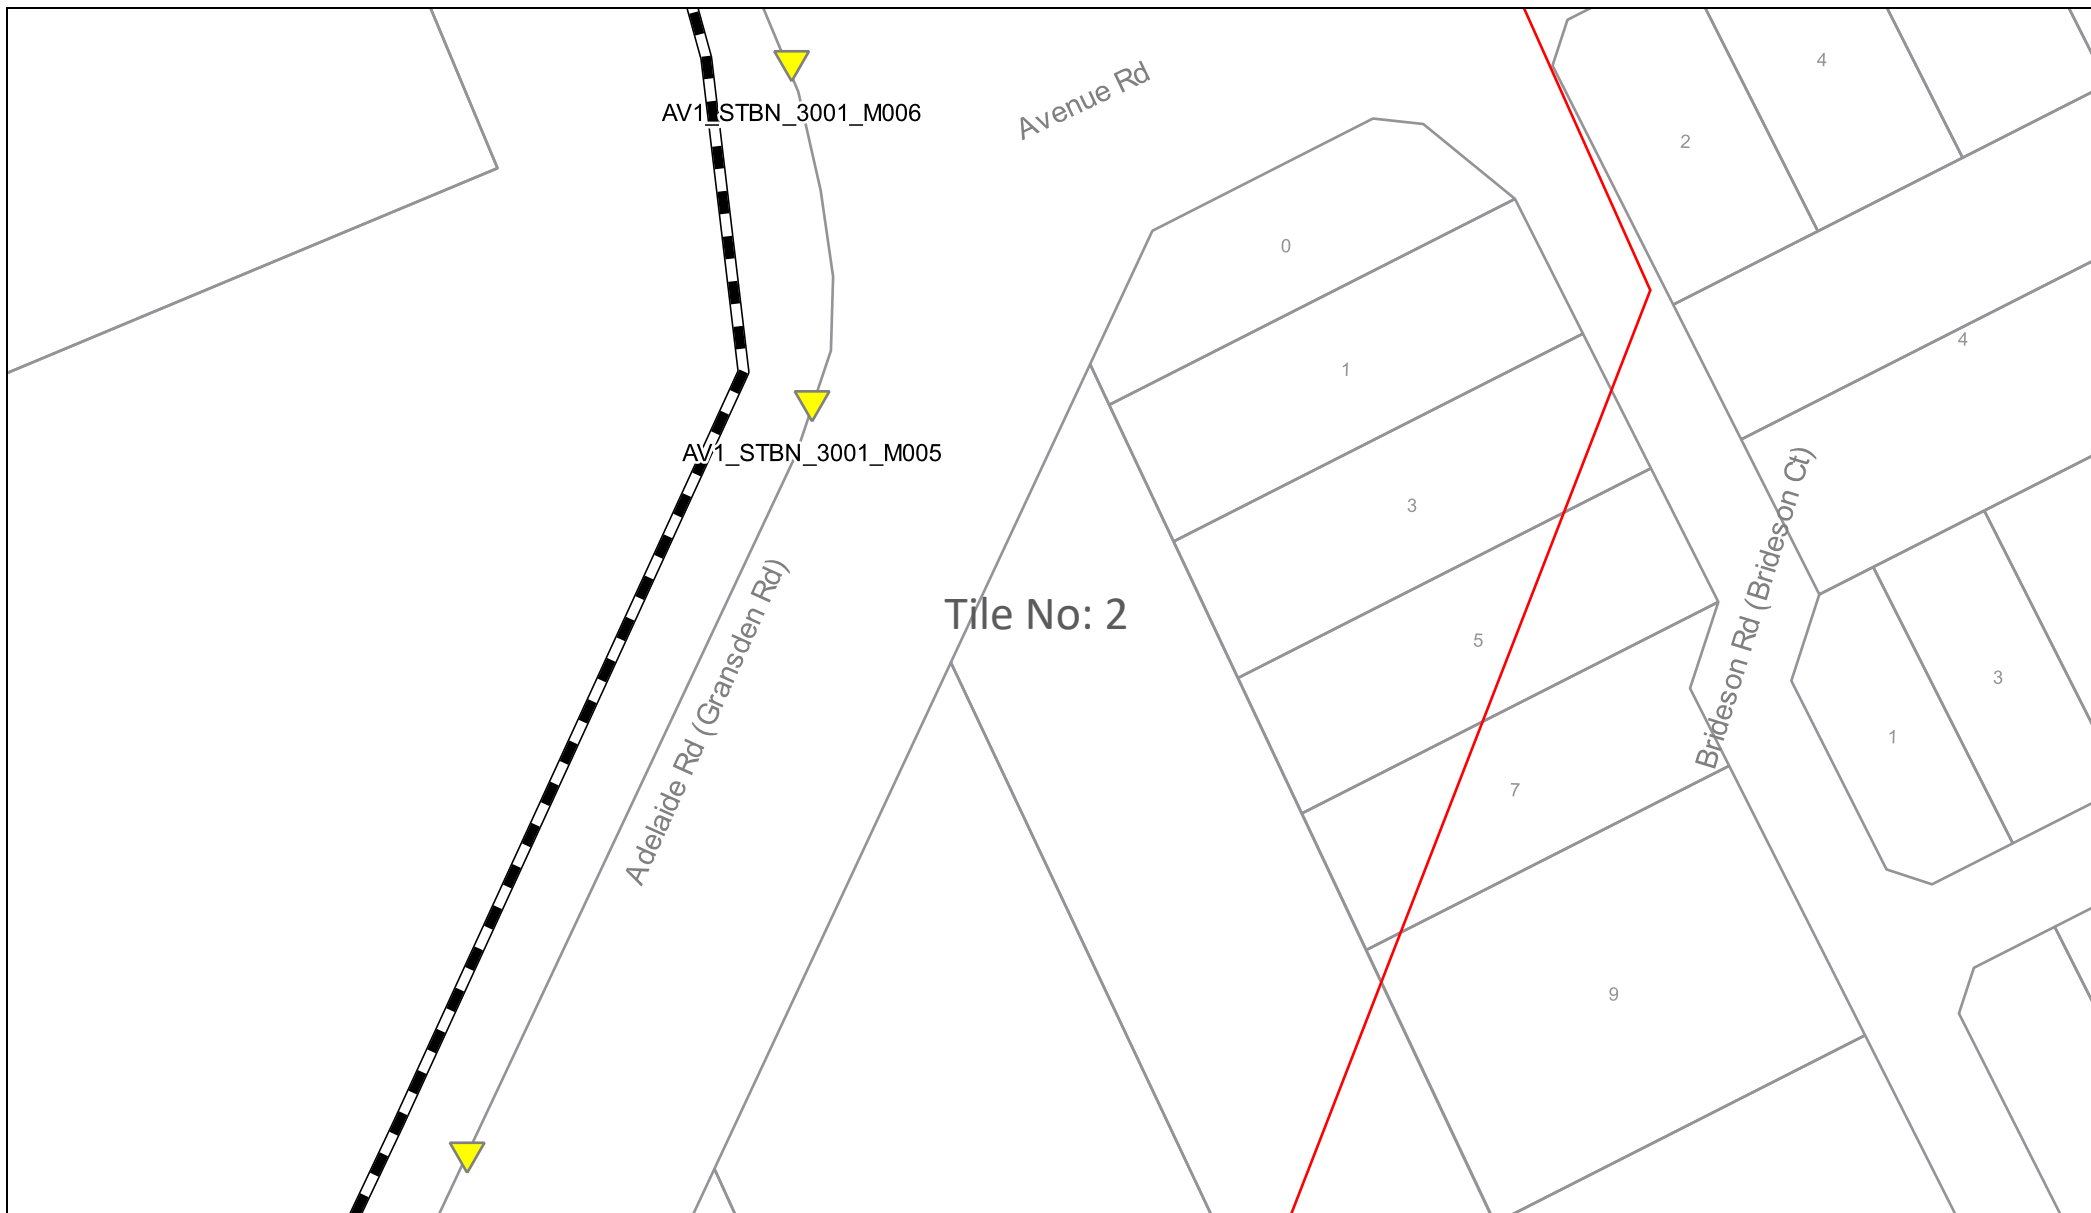 4
Avenue Rd
AV1_STBN_3001_M006
2
0
4
1
AV1_STBN_3001_M005
3
Brideson Rd (Brideson Ct)
Adelaide Rd (Gransden Rd)
Tile No: 2
5
3
1
7
9